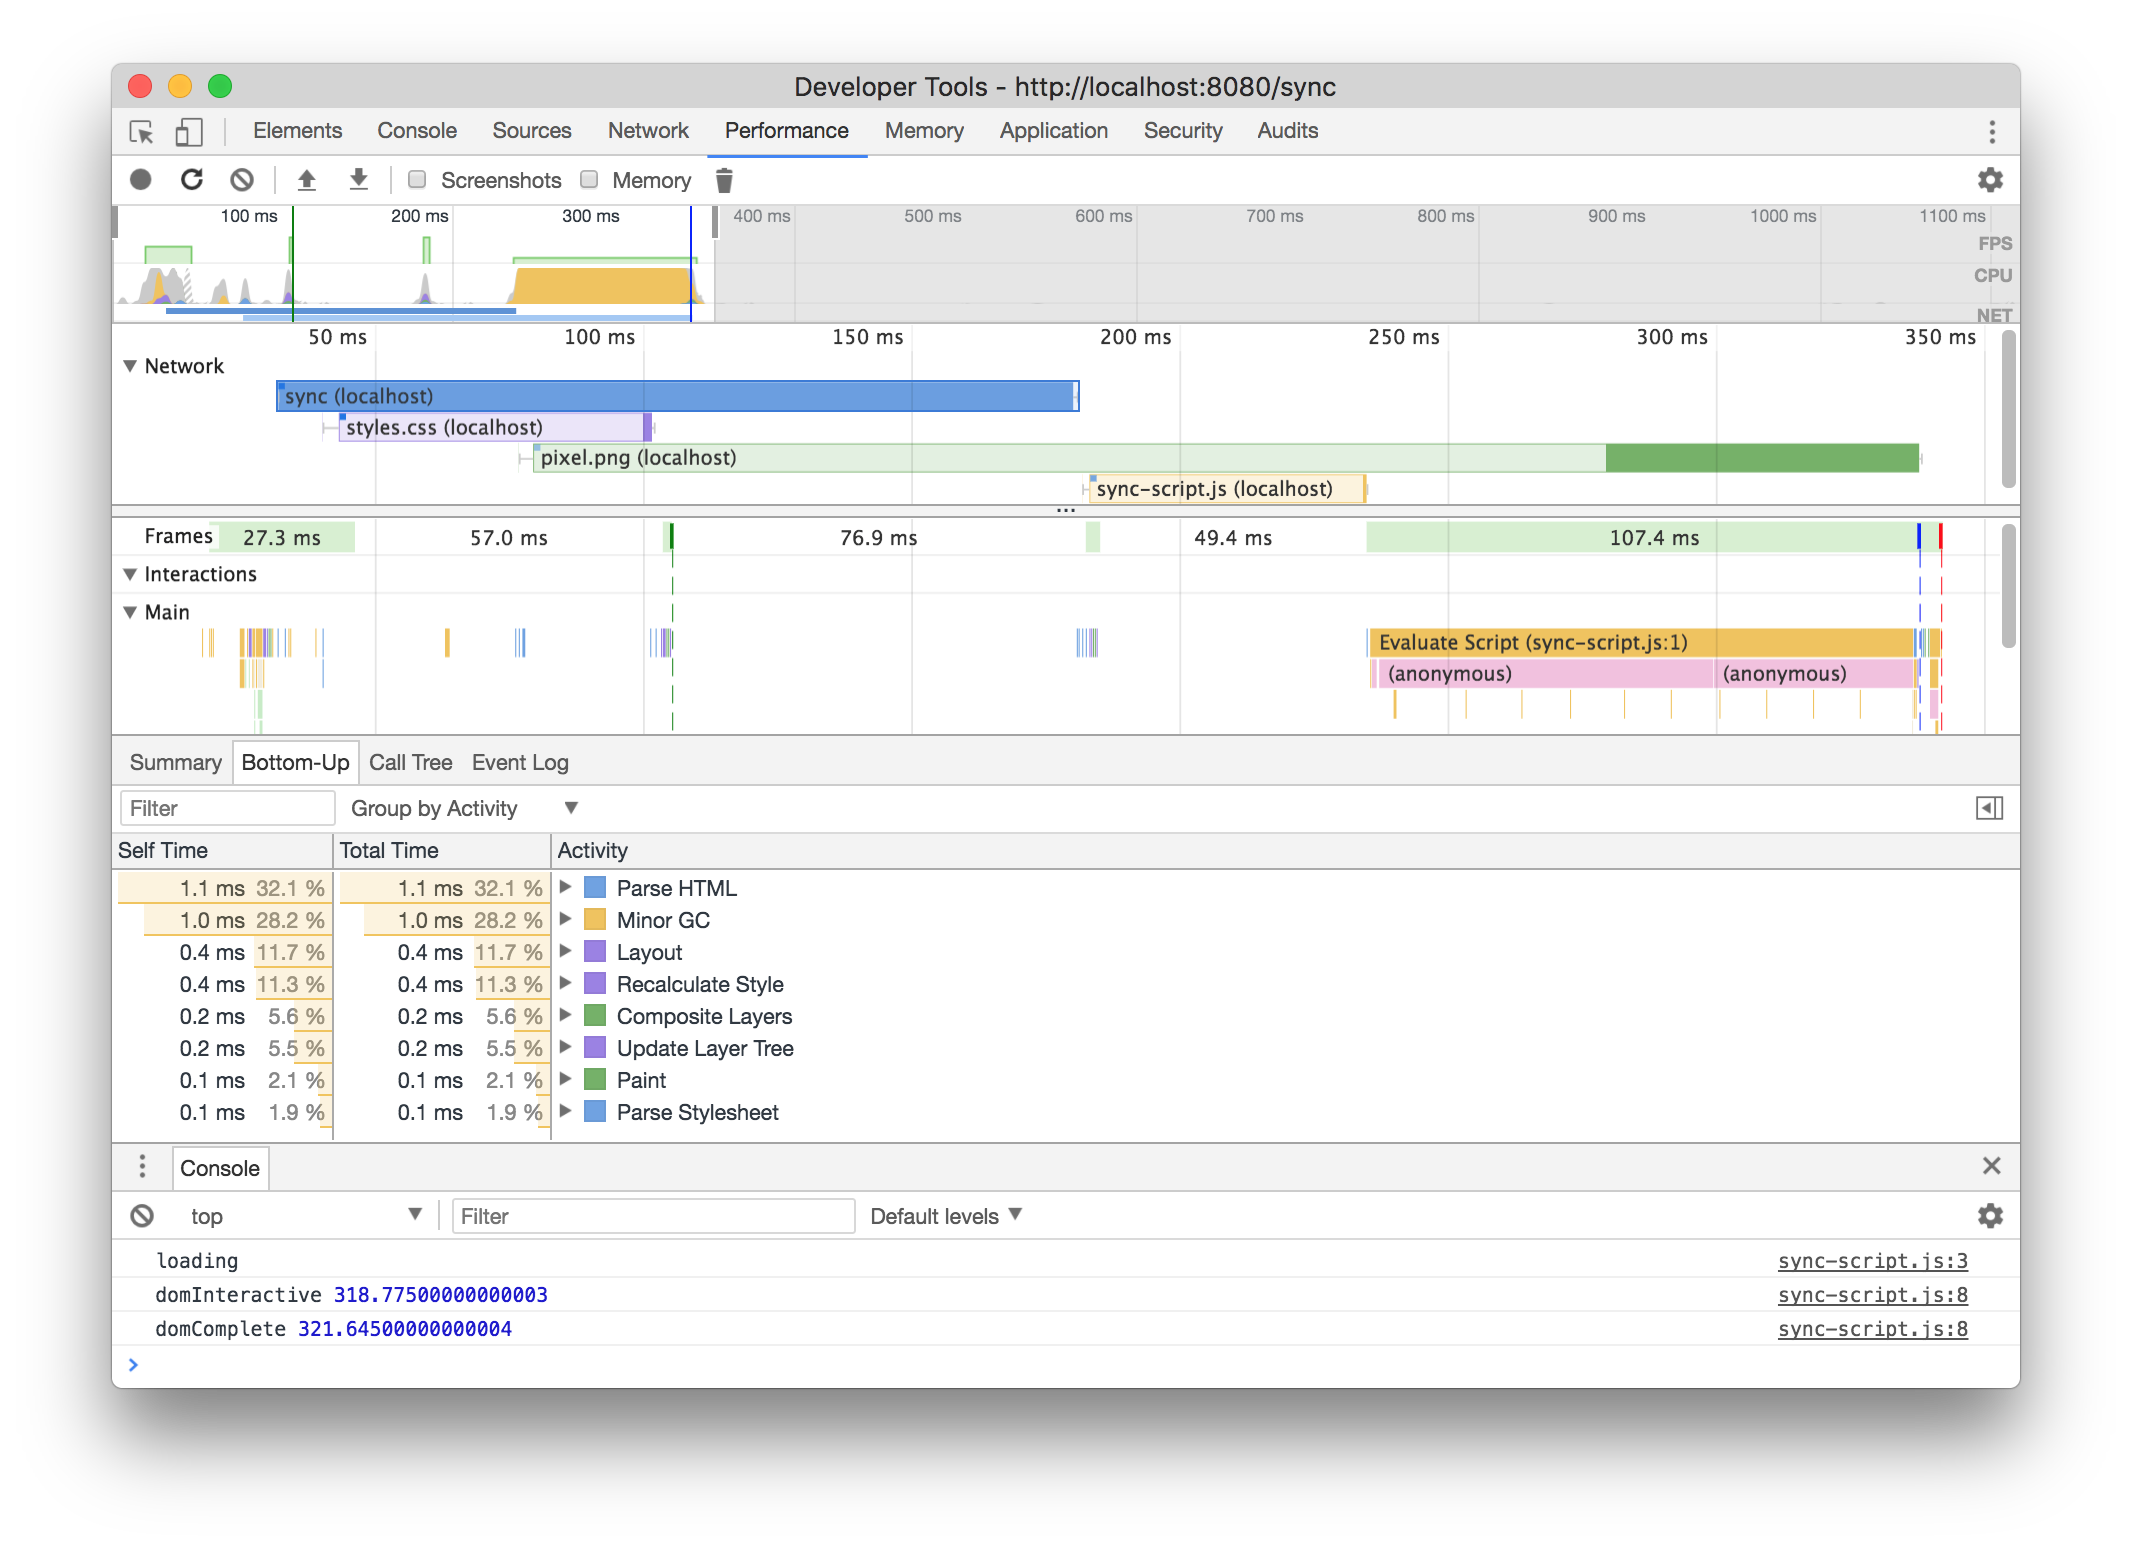 Developer Tools - http://localhost:8080/sync
Elements Console Sources Network Performance Memory Application Security Audits
Screenshots Memory
100 ms 200 ms 300 ms 400 ms 500 ms 600 ms 700 ms 800 ms 900 ms 1000 ms 1100 ms
FPS
CPU
NET
50 ms 100 ms 150 ms 200 ms 250 ms 300 ms 350 ms
Network
sync (localhost)
styles.css (localhost)
pixel.png (localhost)
sync-script.js (localhost)
...
Frames 27.3 ms 57.0 ms 76.9 ms 49.4 ms 107.4 ms
Interactions
Main
Evaluate Script (sync-script.js:1)
(anonymous) (anonymous)
Summary Bottom-Up Call Tree Event Log
Filter Group by Activity
Self Time Total Time Activity
1.1 ms 32.1 % 1.1 ms 32.1 % Parse HTML
1.0 ms 28.2 % 1.0 ms 28.2 % Minor GC
0.4 ms 11.7 % 0.4 ms 11.7 % Layout
0.4 ms 11.3 % 0.4 ms 11.3 % Recalculate Style
0.2 ms 5.6 % 0.2 ms 5.6 % Composite Layers
0.2 ms 5.5 % 0.2 ms 5.5 % Update Layer Tree
0.1 ms 2.1 % 0.1 ms 2.1 % Paint
0.1 ms 1.9 % 0.1 ms 1.9 % Parse Stylesheet
Console
top Filter Default levels
loading sync-script.js:3
domInteractive 318.77500000000003 sync-script.js:8
domComplete 321.64500000000004 sync-script.js:8